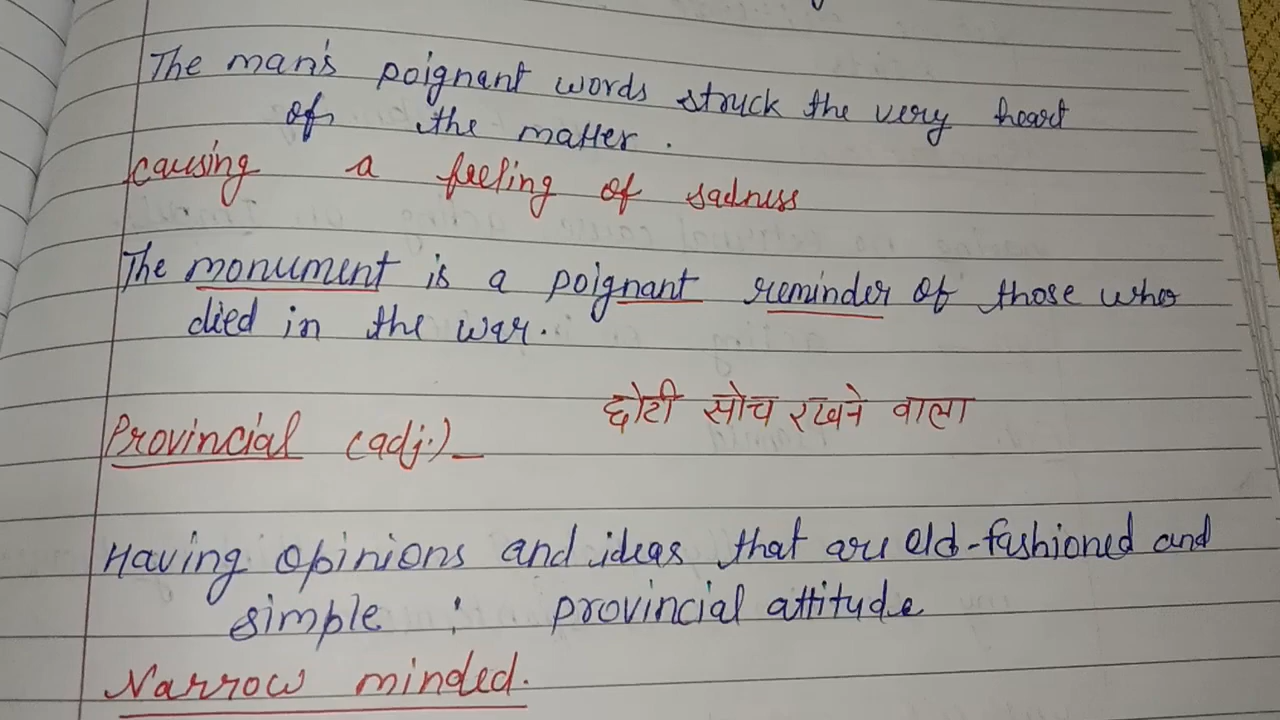 The man's poignant words struck the very heart
of the matter.
causing a feeling of sadness
The monument is a poignant reminder of those who
died in the war.
Provincial (adj.)_ छोटी सोच रखने वाला
Having opinions and ideas that are old-fashioned and
simple : provincial attitude
Narrow minded.